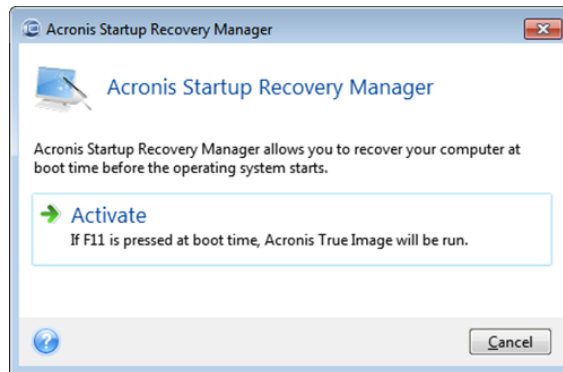 Acronis Startup Recovery Manager
Acronis Startup Recovery Manager
Acronis Startup Recovery Manager allows you to recover your computer at
boot time before the operating system starts.
Activate
If F11 is pressed at boot time, Acronis True Image will be run.
Cancel